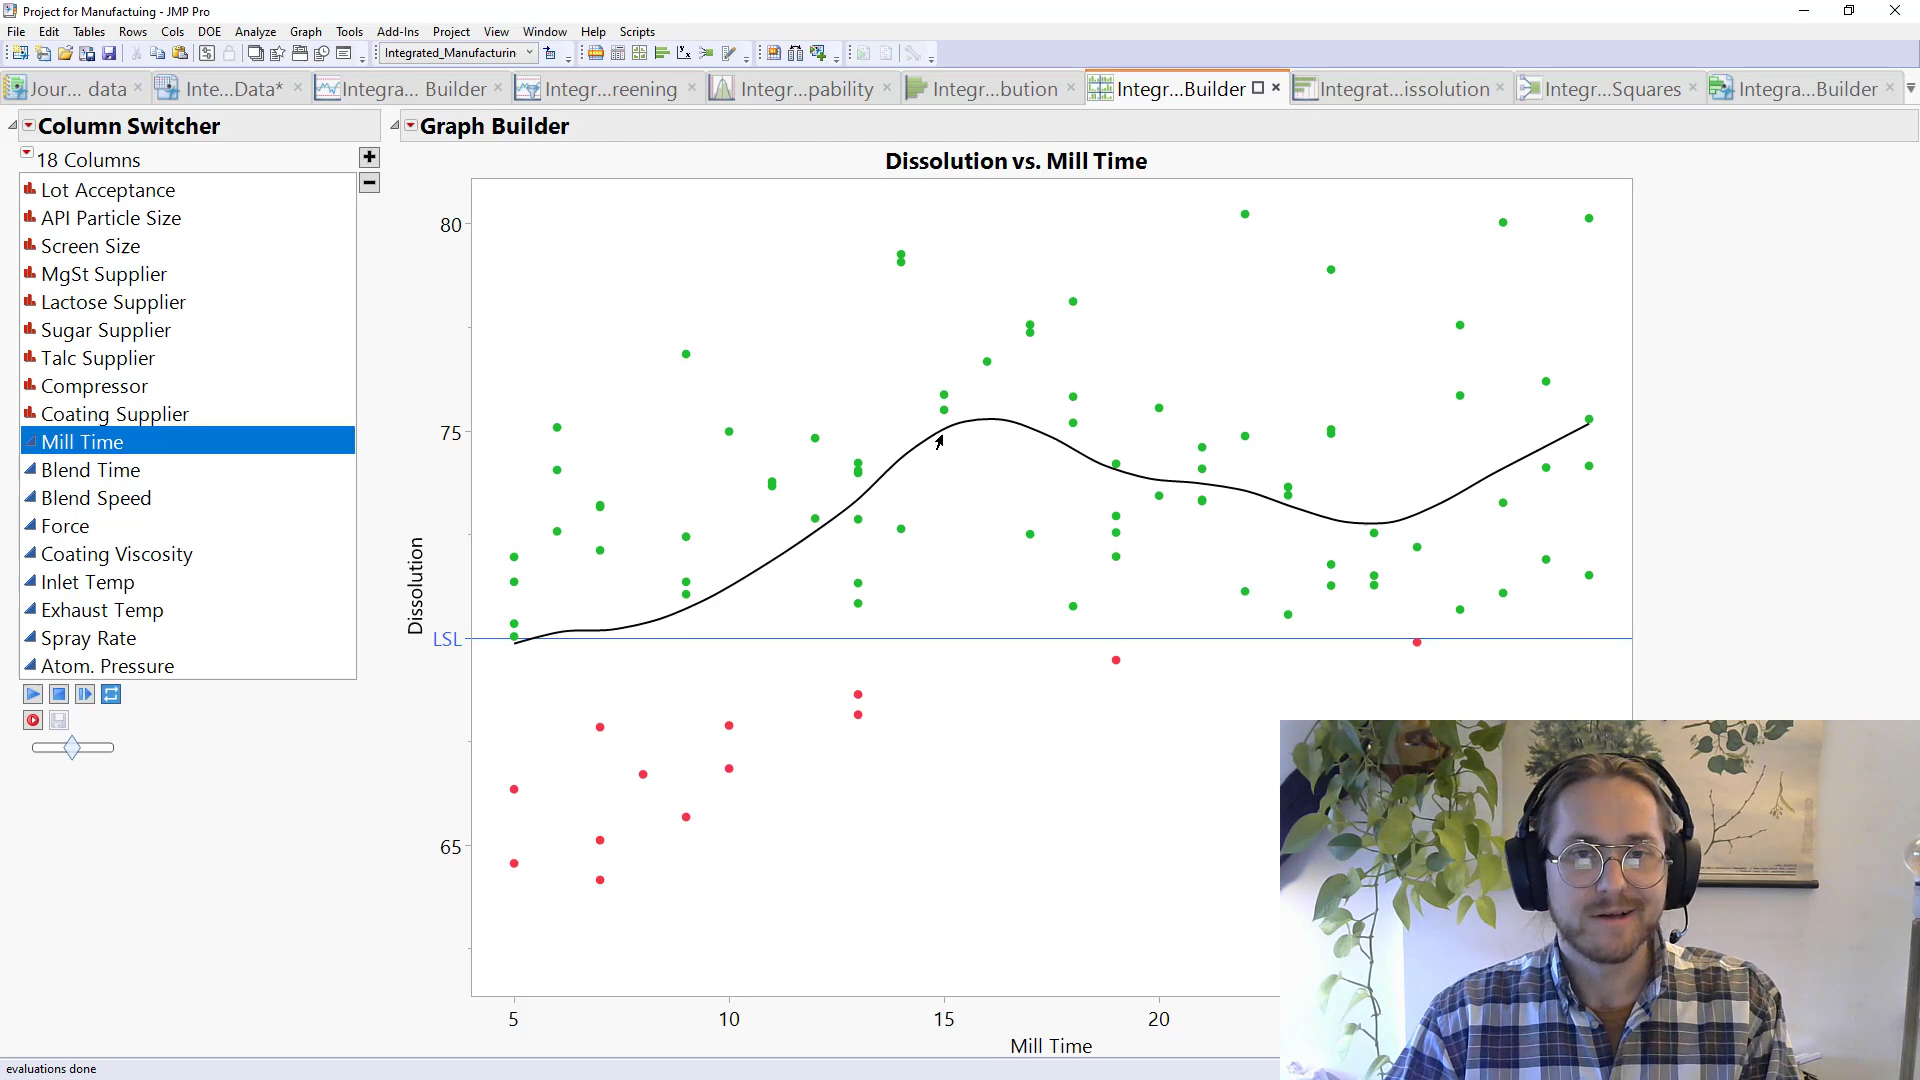 Project for Manufactuing - JMP Pro
File Edit Tables Rows Cols DOE Analyze Graph Tools Add-Ins Project View Window Help Scripts
Integrated_Manufacturin
Jour... data
Inte...Data*
Integra... Builder
Integr...reening
Integr...pability
Integr...bution
Integr...Builder
Integrat...issolution
Integr...Squares
Integra...Builder
Column Switcher
18 Columns
Lot Acceptance
API Particle Size
Screen Size
MgSt Supplier
Lactose Supplier
Sugar Supplier
Talc Supplier
Compressor
Coating Supplier
Mill Time
Blend Time
Blend Speed
Force
Coating Viscosity
Inlet Temp
Exhaust Temp
Spray Rate
Atom. Pressure
Graph Builder
Dissolution vs. Mill Time
80
75
LSL
65
Dissolution
5 10 15 20
Mill Time
evaluations done